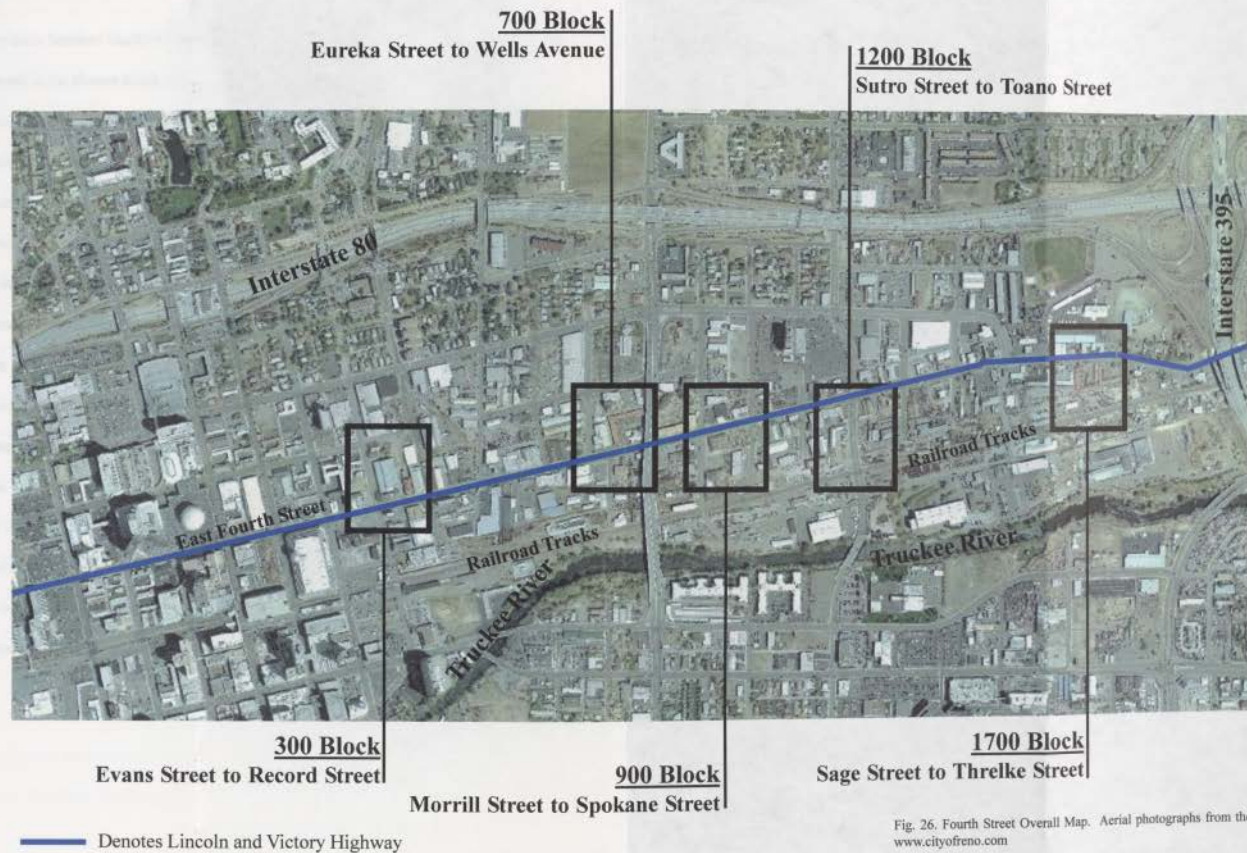 700 Block
Eureka Street to Wells Avenue
1200 Block
Sutro Street to Toano Street
Interstate 80
Interstate 395
East Fourth Street
Railroad Tracks
Railroad Tracks
Truckee River
Truckee River
300 Block
Evans Street to Record Street
900 Block
Morrill Street to Spokane Street
1700 Block
Sage Street to Threlke Street
Denotes Lincoln and Victory Highway
Fig. 26. Fourth Street Overall Map. Aerial photographs from the
www.cityofreno.com